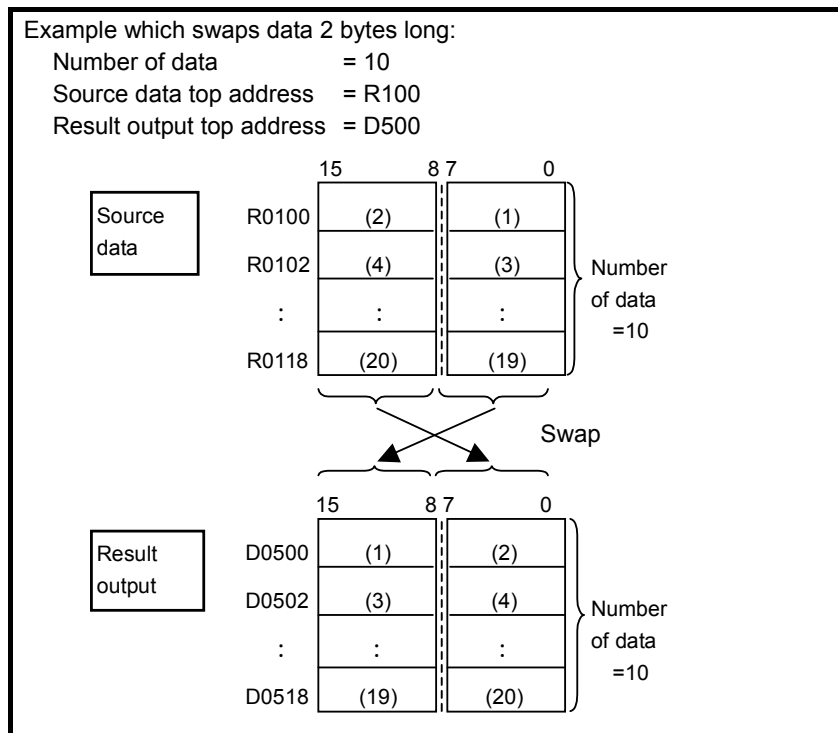 Example which swaps data 2 bytes long:
Number of data = 10
Source data top address = R100
Result output top address = D500
15 8 7 0
Source
data
R0100 (2) (1)
R0102 (4) (3)
: : :
R0118 (20) (19)
Number
of data
=10
Swap
15 8 7 0
Result
output
D0500 (1) (2)
D0502 (3) (4)
: : :
D0518 (19) (20)
Number
of data
=10